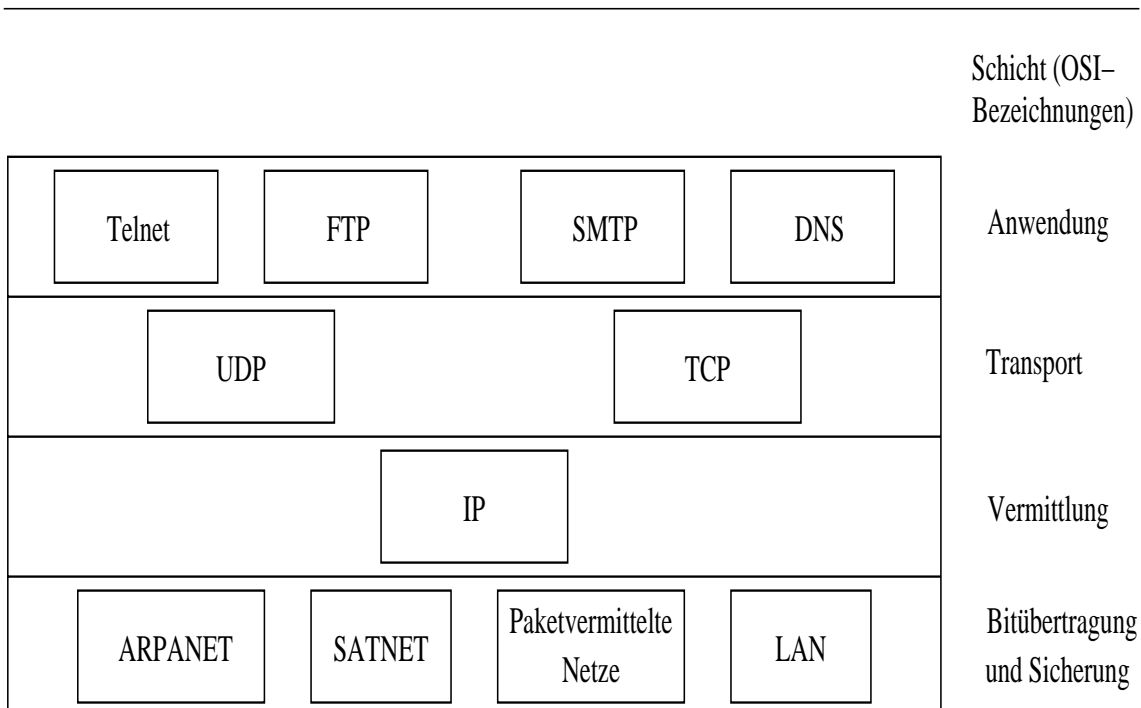 Schicht (OSI–
Bezeichnungen)
Telnet FTP SMTP DNS Anwendung
UDP TCP Transport
IP Vermittlung
ARPANET SATNET Paketvermittelte Netze LAN Bitübertragung
und Sicherung